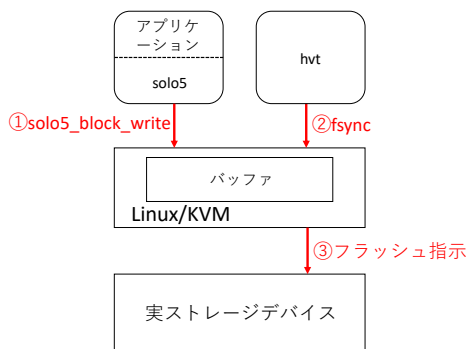 アプリケ
ーション
solo5
hvt
①solo5_block_write
②fsync
バッファ
Linux/KVM
③フラッシュ指示
実ストレージデバイス